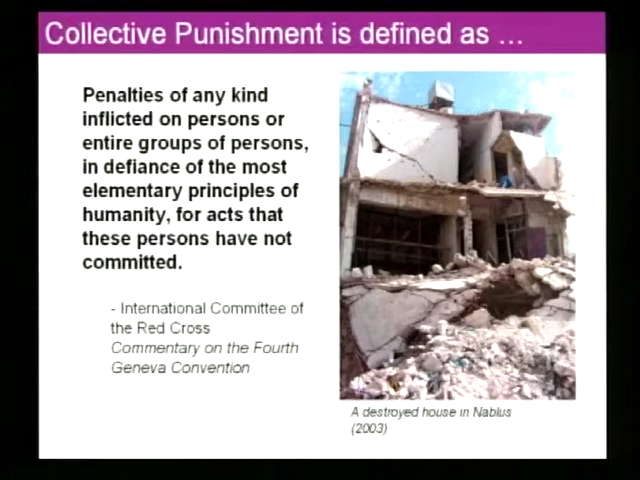 Collective Punishment is defined as ...
Penalties of any kind
inflicted on persons or
entire groups of persons,
in defiance of the most
elementary principles of
humanity, for acts that
these persons have not
committed.
- International Committee of
the Red Cross
Commentary on the Fourth
Geneva Convention
A destroyed house in Nablus
(2003)